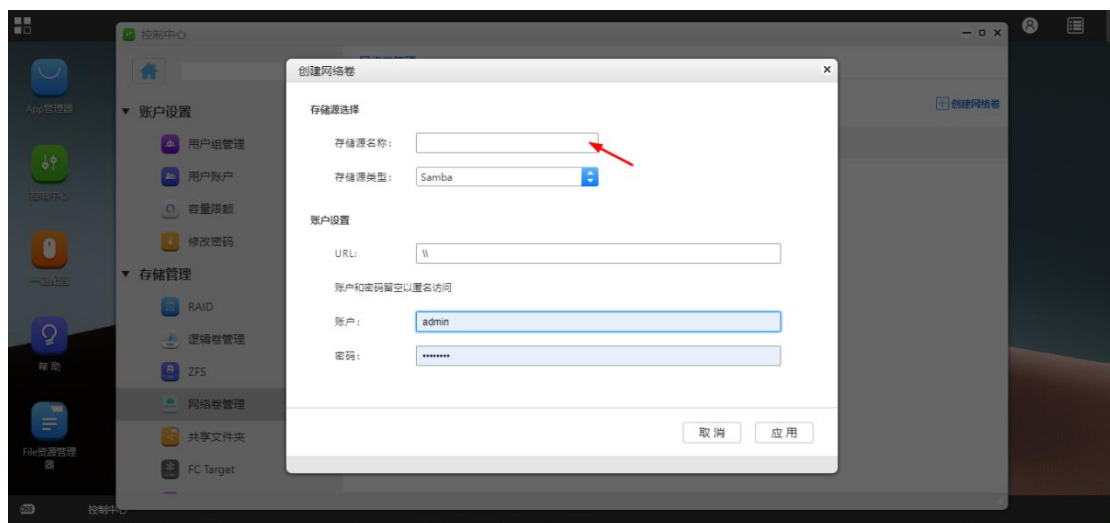 控制中心
App管理器
控制中心
帮助
File资源管理
器
账户设置
用户组管理
用户账户
容量限额
修改密码
存储管理
RAID
逻辑卷管理
ZFS
网络卷管理
共享文件夹
FC Target
创建网络卷
创建网络卷
存储源选择
存储源名称:
存储源类型: Samba
账户设置
URL: \\
账户和密码留空以匿名访问
账户: admin
密码: ••••••••
取消 应用
控制中心